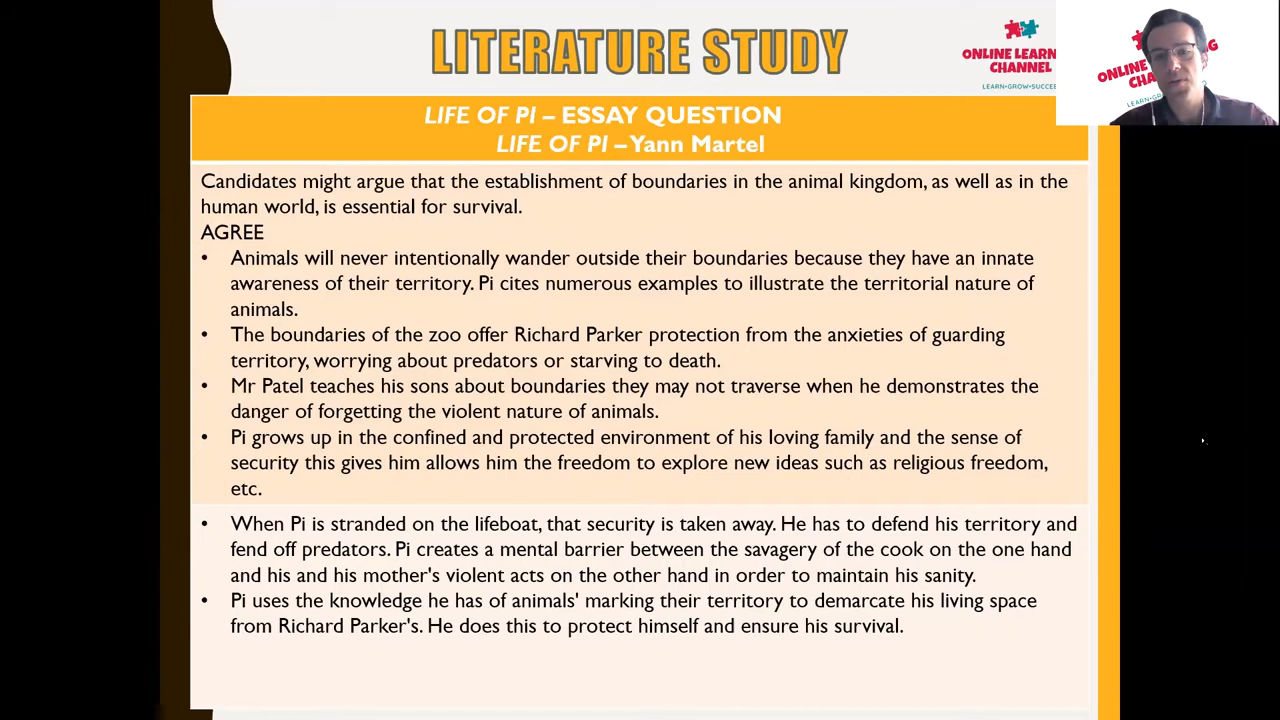 LITERATURE STUDY
ONLINE LEARN
CHANNEL
LEARN•GROW•SUCCE
LIFE OF PI – ESSAY QUESTION
LIFE OF PI – Yann Martel
Candidates might argue that the establishment of boundaries in the animal kingdom, as well as in the
human world, is essential for survival.
AGREE
• Animals will never intentionally wander outside their boundaries because they have an innate
awareness of their territory. Pi cites numerous examples to illustrate the territorial nature of
animals.
• The boundaries of the zoo offer Richard Parker protection from the anxieties of guarding
territory, worrying about predators or starving to death.
• Mr Patel teaches his sons about boundaries they may not traverse when he demonstrates the
danger of forgetting the violent nature of animals.
• Pi grows up in the confined and protected environment of his loving family and the sense of
security this gives him allows him the freedom to explore new ideas such as religious freedom,
etc.
• When Pi is stranded on the lifeboat, that security is taken away. He has to defend his territory and
fend off predators. Pi creates a mental barrier between the savagery of the cook on the one hand
and his and his mother's violent acts on the other hand in order to maintain his sanity.
• Pi uses the knowledge he has of animals' marking their territory to demarcate his living space
from Richard Parker's. He does this to protect himself and ensure his survival.